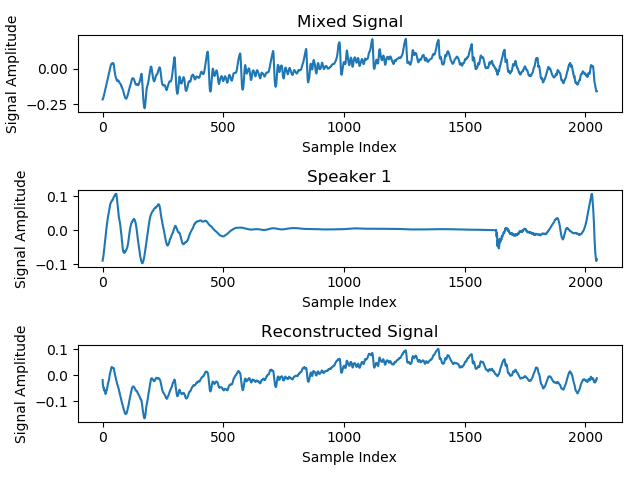 Mixed Signal
Signal Amplitude
0.00
−0.25
0 500 1000 1500 2000
Sample Index
Speaker 1
Signal Amplitude
0.1
0.0
−0.1
0 500 1000 1500 2000
Sample Index
Reconstructed Signal
Signal Amplitude
0.1
0.0
−0.1
0 500 1000 1500 2000
Sample Index